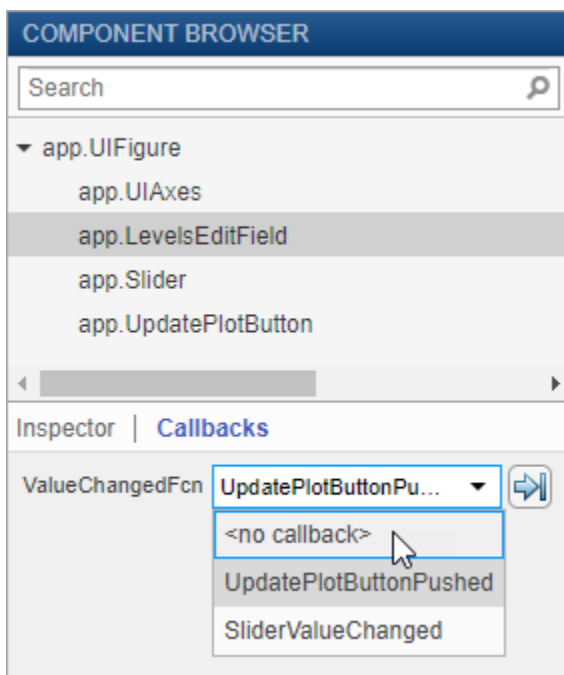 COMPONENT BROWSER
Search
app.UIFigure
app.UIAxes
app.LevelsEditField
app.Slider
app.UpdatePlotButton
Inspector | Callbacks
ValueChangedFcn UpdatePlotButtonPu...
<no callback>
UpdatePlotButtonPushed
SliderValueChanged